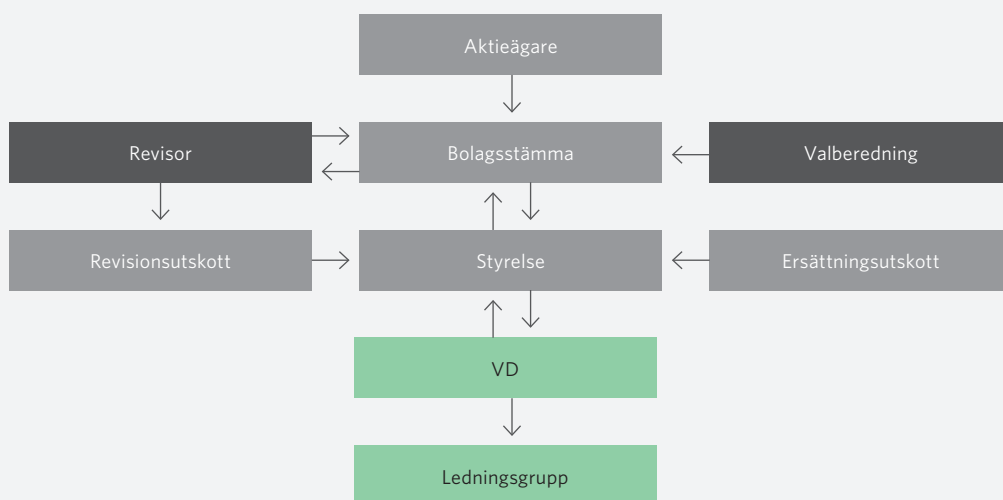 Aktieägare
Revisor
Bolagsstämma
Valberedning
Revisionsutskott
Styrelse
Ersättningsutskott
VD
Ledningsgrupp